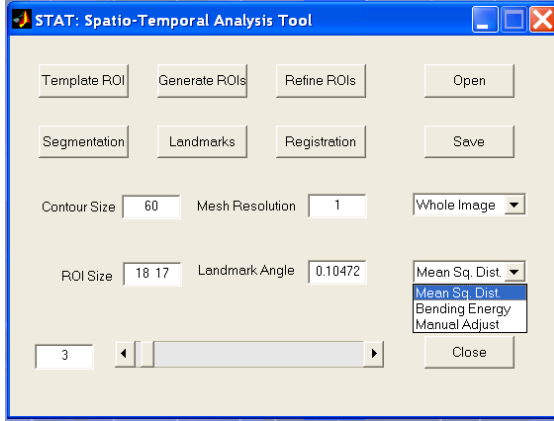 STAT: Spatio-Temporal Analysis Tool
Template ROI Generate ROIs Refine ROIs Open
Segmentation Landmarks Registration Save
Contour Size 60 Mesh Resolution 1 Whole Image
ROI Size 18 17 Landmark Angle 0.10472 Mean Sq. Dist.
Mean Sq. Dist.
Bending Energy
Manual Adjust
3 Close